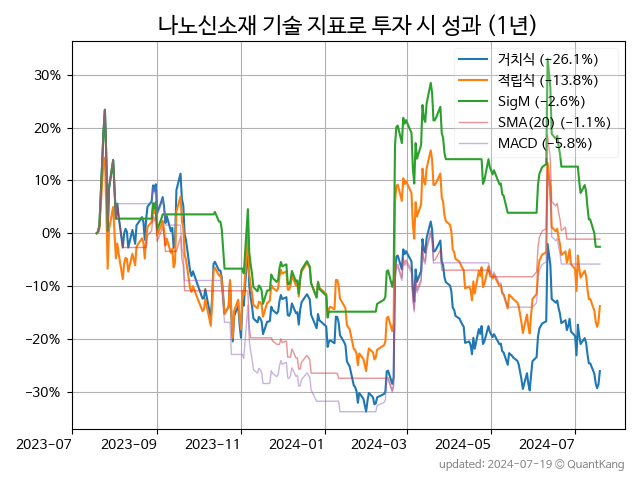 나노신소재 기술 지표로 투자 시 성과 (1년)
거치식 (−26.1%)
적립식 (−13.8%)
SigM (−2.6%)
SMA(20) (−1.1%)
MACD (−5.8%)
30%
20%
10%
0%
−10%
−20%
−30%
2023-07
2023-09
2023-11
2024-01
2024-03
2024-05
2024-07
updated: 2024-07-19 © QuantKang